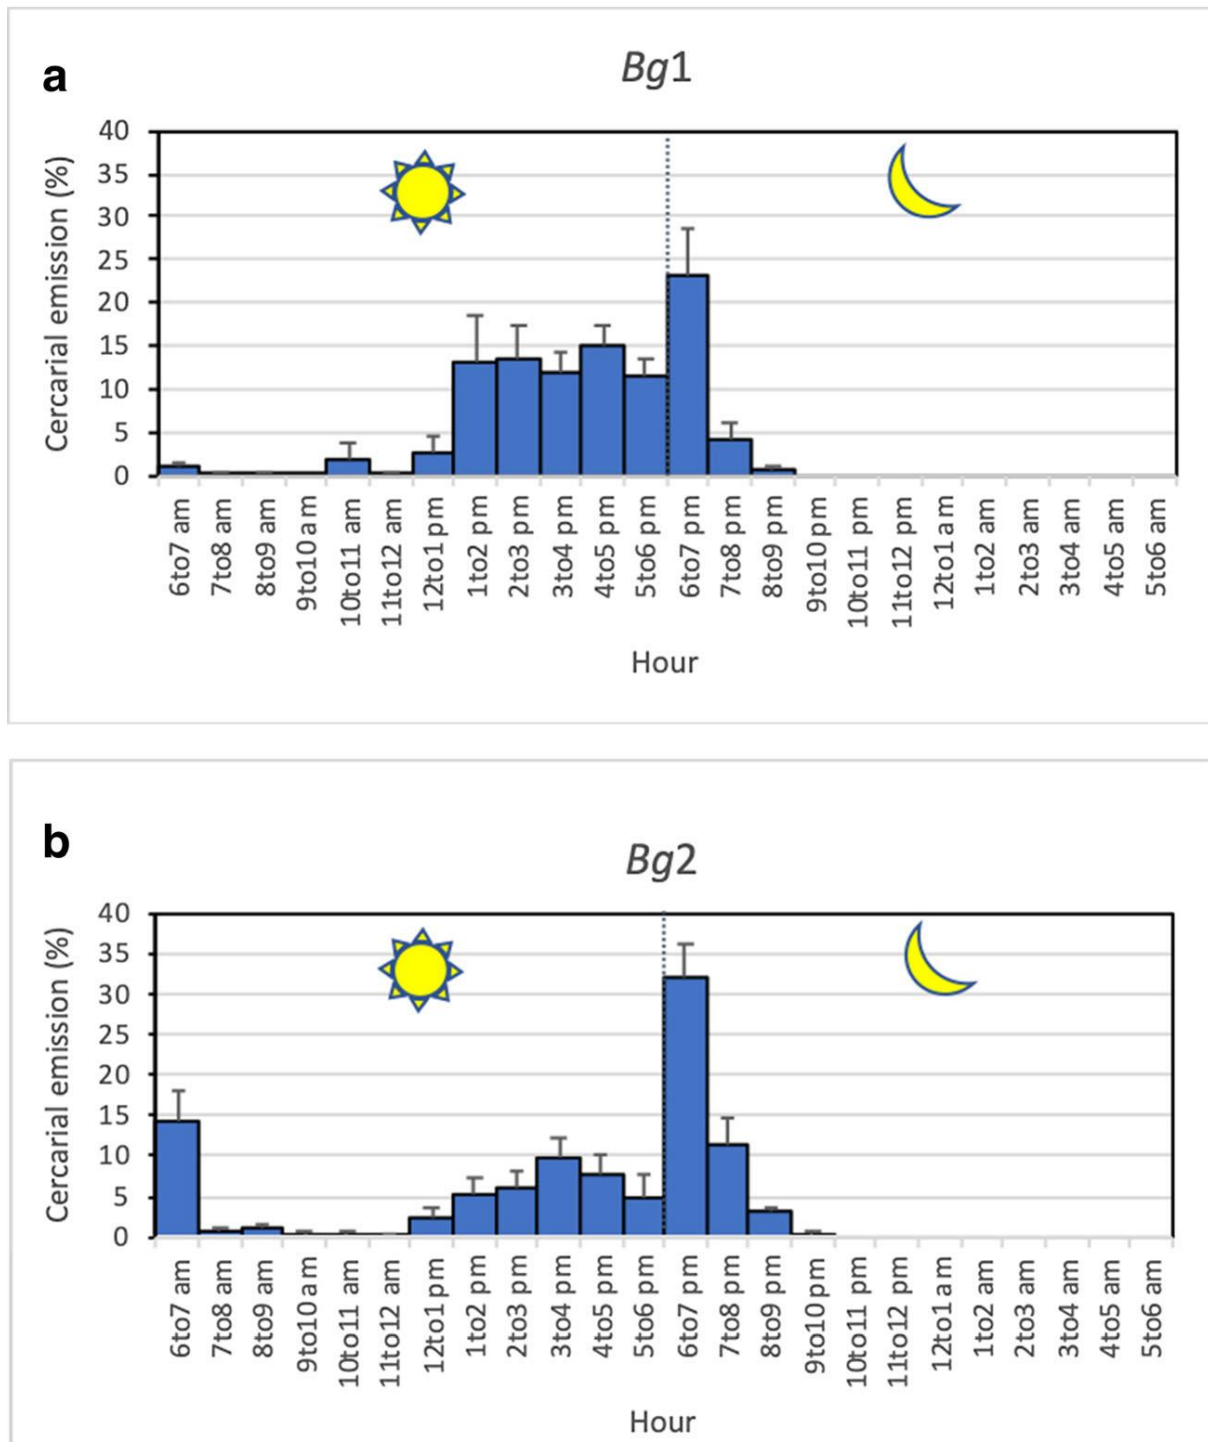 a
Bg1
Cercarial emission (%)
40
35
30
25
20
15
10
5
0
6to7 am
7to8 am
8to9 am
9to10 am
10to11 am
11to12 am
12to1 pm
1to2 pm
2to3 pm
3to4 pm
4to5 pm
5to6 pm
6to7 pm
7to8 pm
8to9 pm
9to10 pm
10to11 pm
11to12 pm
12to1 am
1to2 am
2to3 am
3to4 am
4to5 am
5to6 am
Hour
b
Bg2
Cercarial emission (%)
40
35
30
25
20
15
10
5
0
6to7 am
7to8 am
8to9 am
9to10 am
10to11 am
11to12 am
12to1 pm
1to2 pm
2to3 pm
3to4 pm
4to5 pm
5to6 pm
6to7 pm
7to8 pm
8to9 pm
9to10 pm
10to11 pm
11to12 pm
12to1 am
1to2 am
2to3 am
3to4 am
4to5 am
5to6 am
Hour